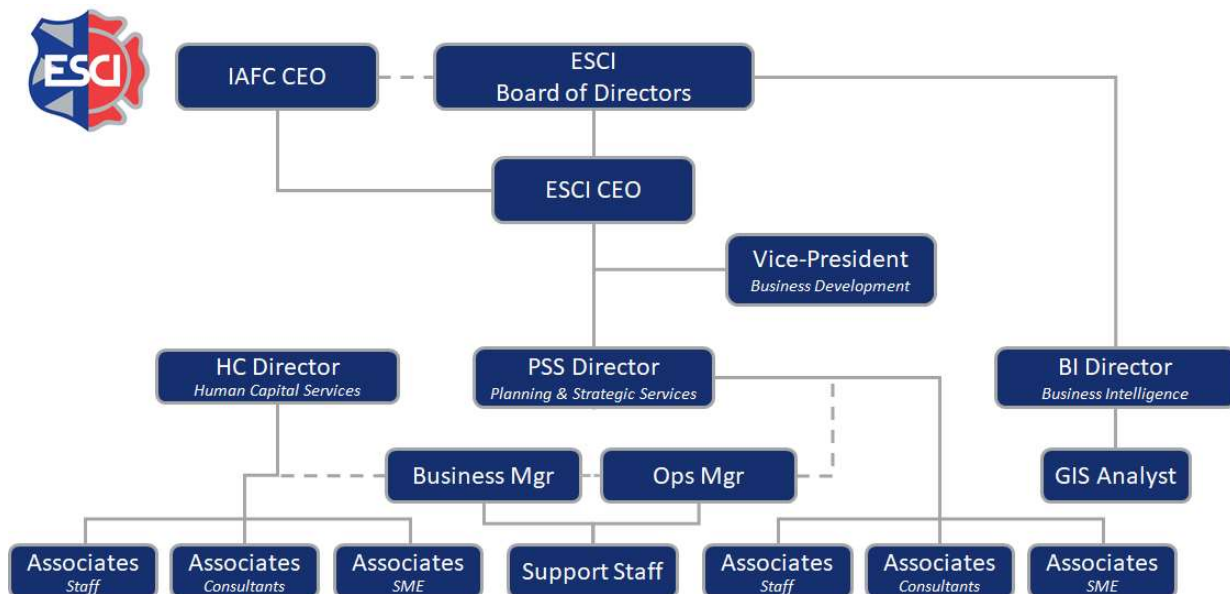 ESCI
IAFC CEO
ESCI
Board of Directors
ESCI CEO
Vice-President
Business Development
HC Director
Human Capital Services
PSS Director
Planning & Strategic Services
BI Director
Business Intelligence
Business Mgr
Ops Mgr
GIS Analyst
Associates
Staff
Associates
Consultants
Associates
SME
Support Staff
Associates
Staff
Associates
Consultants
Associates
SME